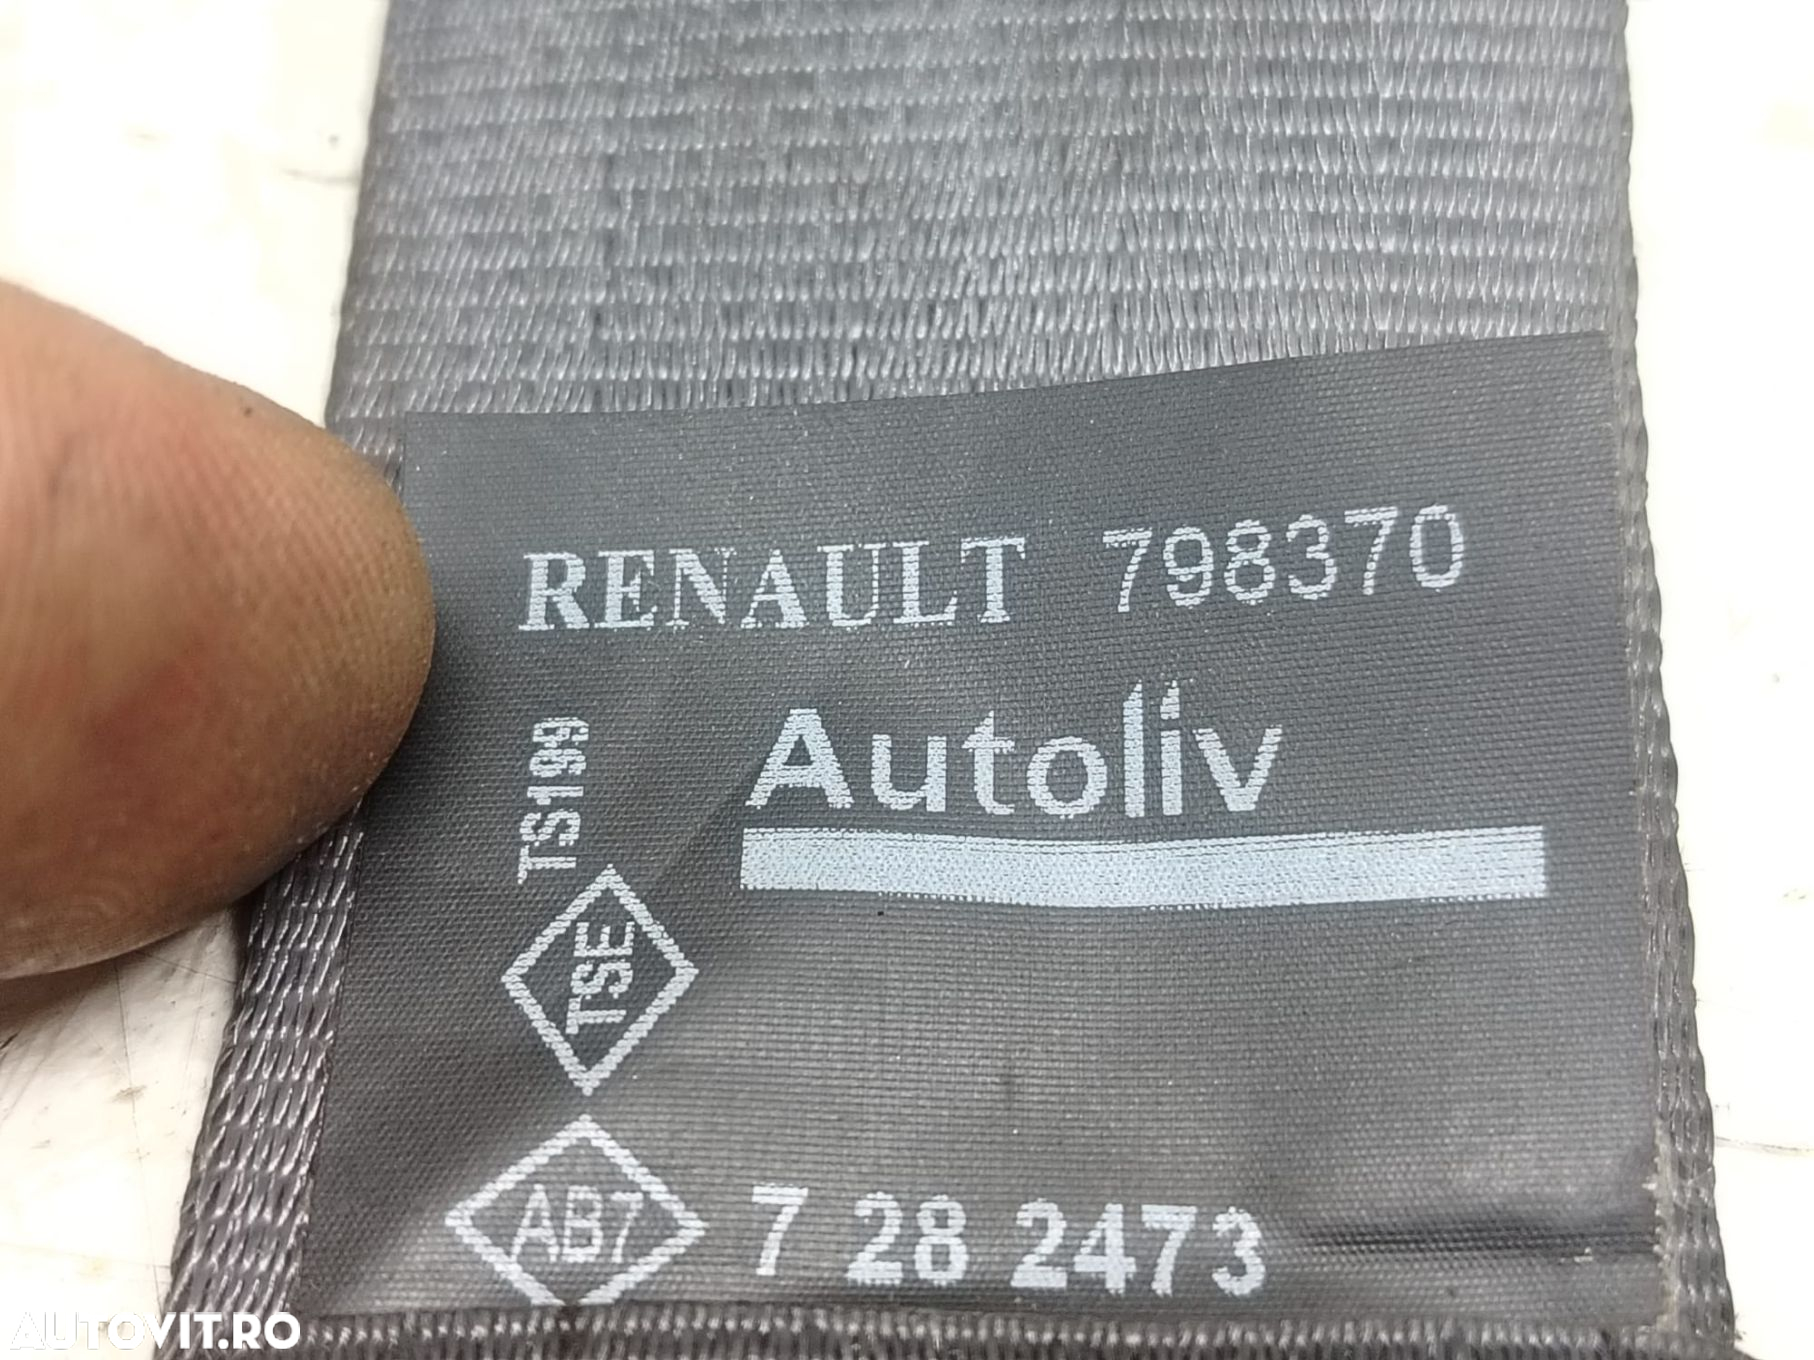 RENAULT 798370
Autoliv
TS199
TSE
AB7 7 28 2473
AUTOVIT.RO